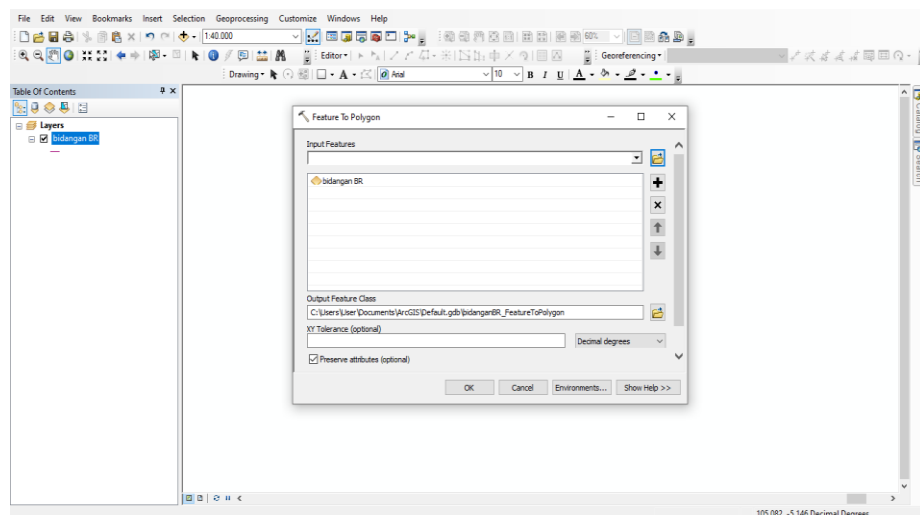 File Edit View Bookmarks Insert Selection Geoprocessing Customize Windows Help
1:40.000
60%
Editor
Georeferencing
Drawing A Arial 10 B I U A
Table Of Contents
Layers
bidangan BR
Catalog
Search
Feature To Polygon
Input Features
bidangan BR
Output Feature Class
C:\Users\User\Documents\ArcGIS\Default.gdb\bidanganBR_FeatureToPolygon
XY Tolerance (optional)
Decimal degrees
Preserve attributes (optional)
OK Cancel Environments... Show Help >>
105,082 -5,146 Decimal Degrees